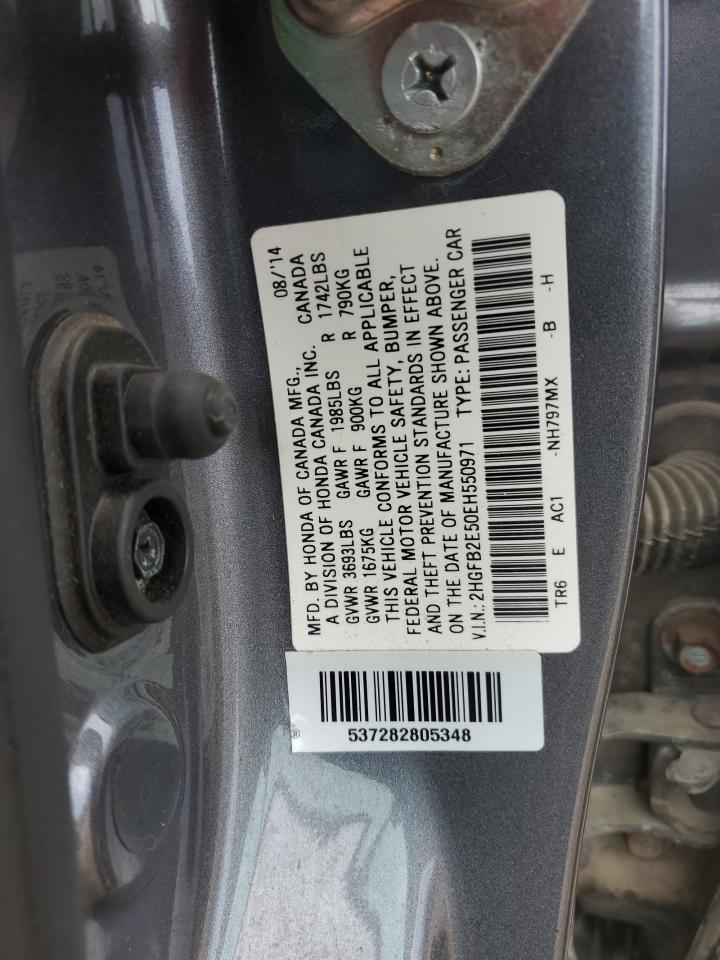 MFD. BY HONDA OF CANADA MFG., 08/'14
A DIVISION OF HONDA CANADA INC. CANADA
GVWR 3693LBS GAWR F 1985LBS R 1742LBS
GVWR 1675KG GAWR F 900KG R 790KG
THIS VEHICLE CONFORMS TO ALL APPLICABLE
FEDERAL MOTOR VEHICLE SAFETY, BUMPER,
AND THEFT PREVENTION STANDARDS IN EFFECT
ON THE DATE OF MANUFACTURE SHOWN ABOVE.
V.I.N.: 2HGFB2E50EH550971 TYPE: PASSENGER CAR
TR6 E AC1 -NH797MX -B -H
537282805348
®